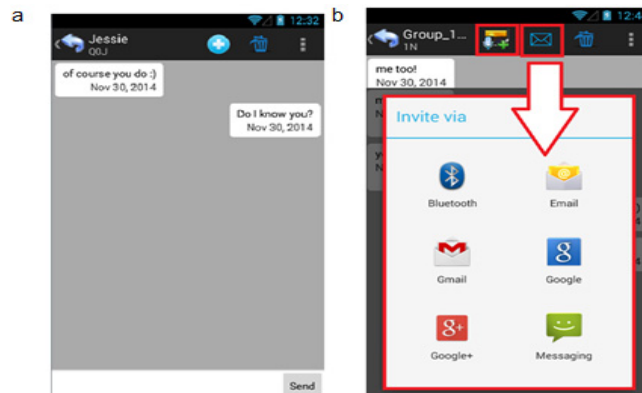 a
12:32
Jessie
Q0J
of course you do :)
Nov 30, 2014
Do I know you?
Nov 30, 2014
Send
b
12:4
Group_1...
1N
me too!
Nov 30, 2014
Invite via
Bluetooth
Email
Gmail
Google
Google+
Messaging